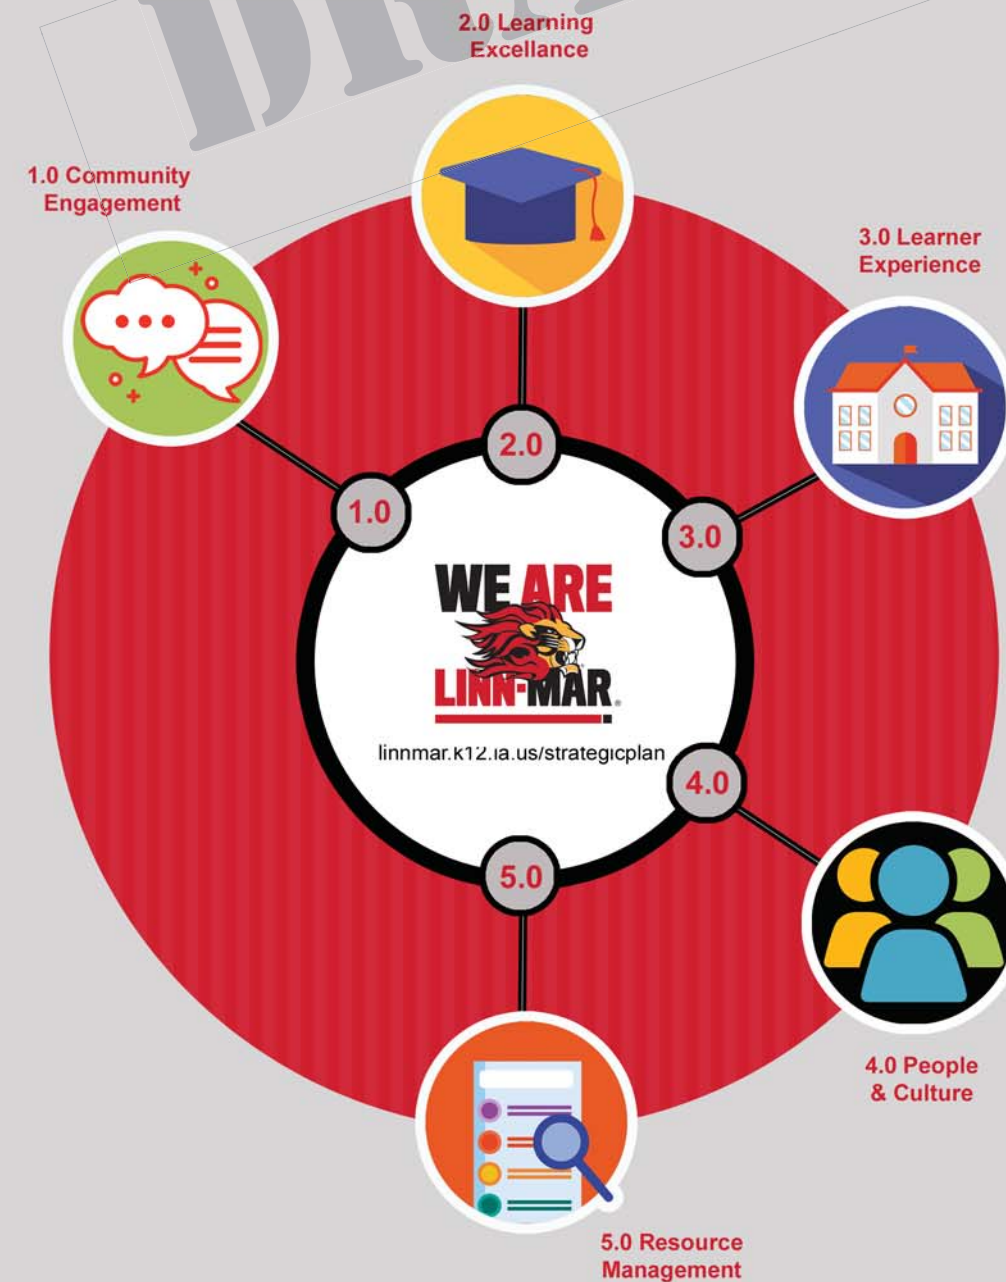 2.0 Learning
Excellance
1.0 Community
Engagement
3.0 Learner
Experience
2.0
1.0
3.0
WE ARE
LINN-MAR®
linnmar.k12.ia.us/strategicplan
4.0
5.0
4.0 People
& Culture
5.0 Resource
Management